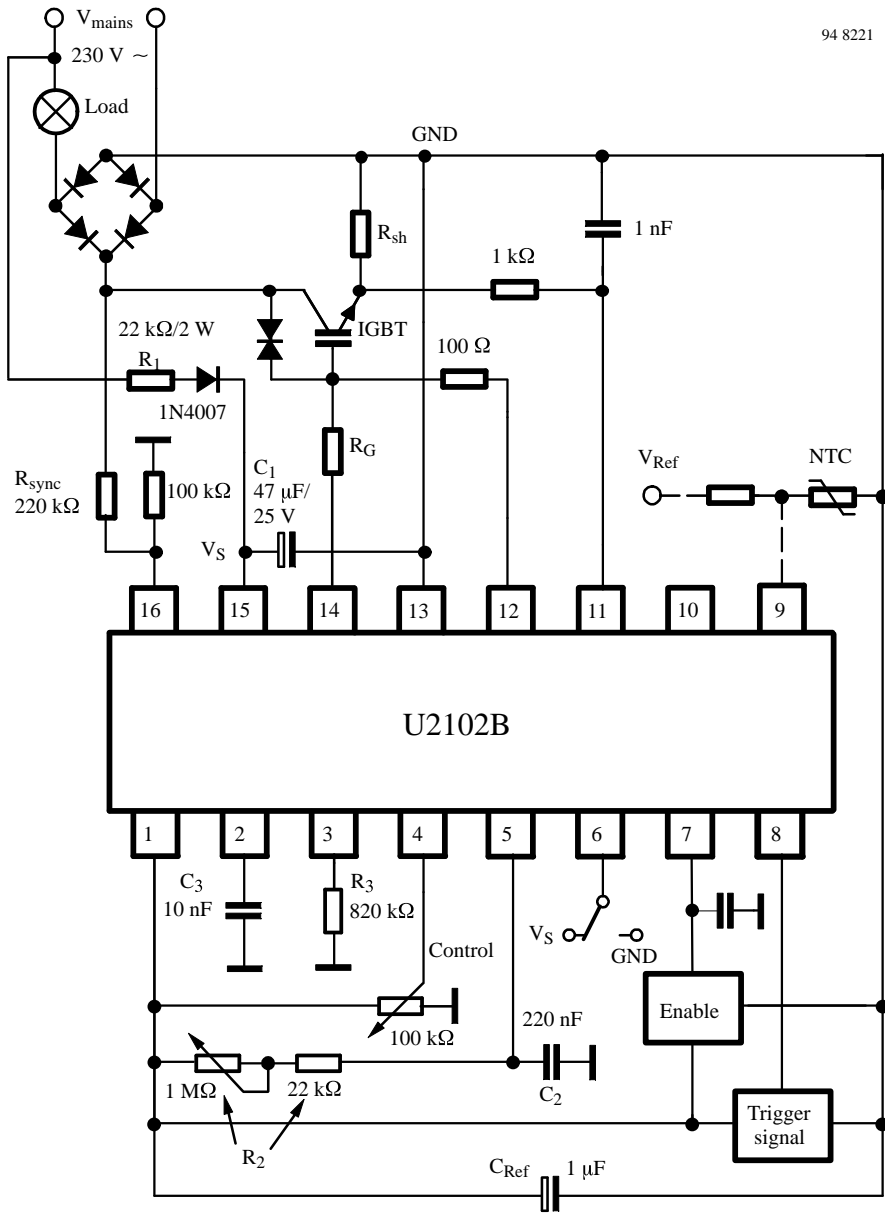 V_mains
94 8221
230 V ~
Load
GND
R_sh
1 nF
1 kΩ
22 kΩ/2 W
IGBT
R_1
100 Ω
1N4007
R_G
V_Ref
NTC
R_sync
220 kΩ
100 kΩ
C_1
47 μF/
25 V
V_S
16 15 14 13 12 11 10 9
U2102B
1 2 3 4 5 6 7 8
C_3
10 nF
R_3
820 kΩ
Control
V_S
GND
100 kΩ
220 nF
Enable
1 MΩ
22 kΩ
C_2
R_2
Trigger
signal
C_Ref
1 μF